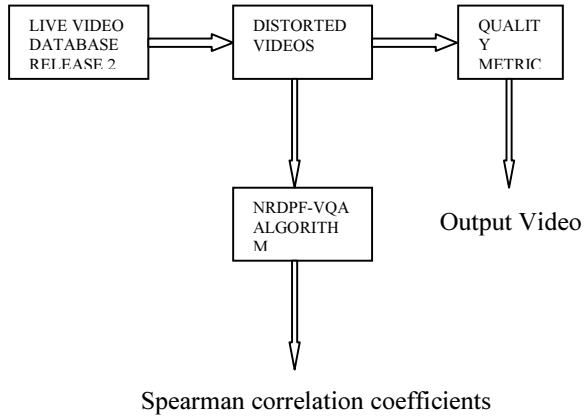 LIVE VIDEO
DATABASE
RELEASE 2
DISTORTED
VIDEOS
QUALIT
Y
METRIC
NRDPF-VQA
ALGORITH
M
Output Video
Spearman correlation coefficients